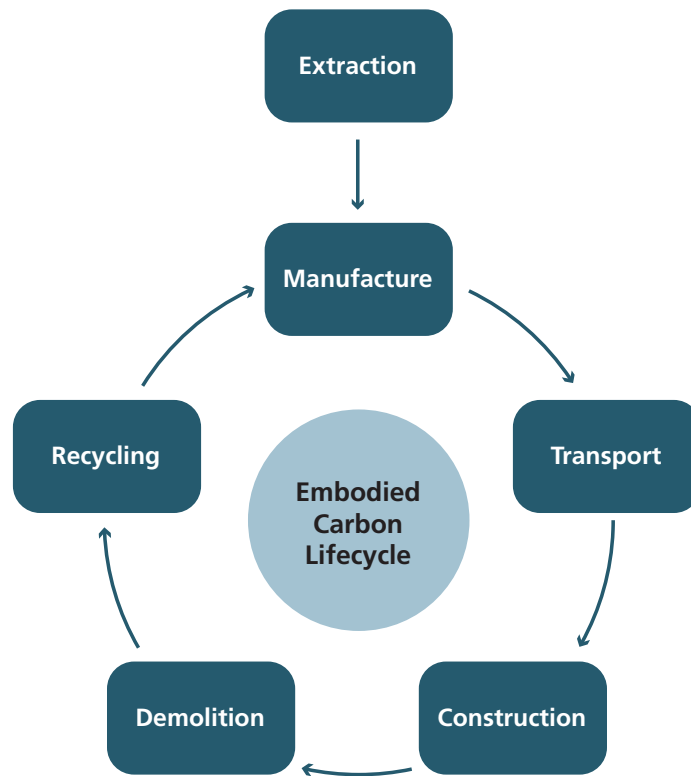 Extraction
Manufacture
Transport
Construction
Demolition
Recycling
Embodied
Carbon
Lifecycle